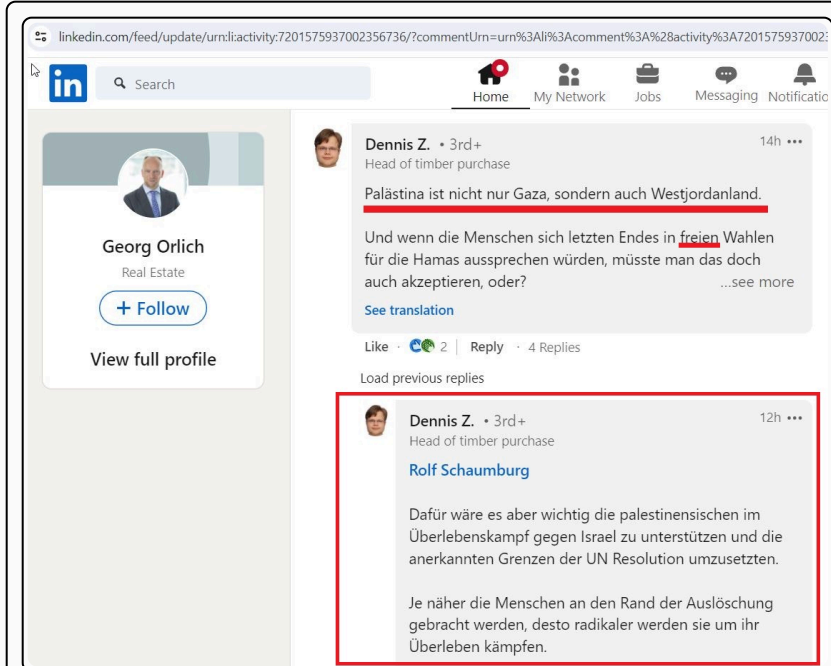 linkedin.com/feed/update/urn:li:activity:7201575937002356736/?commentUrn=urn%3Ali%3Acomment%3A%28activity%3A7201575937002
in
Search
Home
My Network
Jobs
Messaging
Notificatio
Georg Orlich
Real Estate
+ Follow
View full profile
Dennis Z. • 3rd+
14h •••
Head of timber purchase
Palästina ist nicht nur Gaza, sondern auch Westjordanland.
Und wenn die Menschen sich letzten Endes in freien Wahlen
für die Hamas aussprechen würden, müsste man das doch
auch akzeptieren, oder?
...see more
See translation
Like · 2 | Reply · 4 Replies
Load previous replies
Dennis Z. • 3rd+
12h •••
Head of timber purchase
Rolf Schaumburg
Dafür wäre es aber wichtig die palestinensischen im
Überlebenskampf gegen Israel zu unterstützen und die
anerkannten Grenzen der UN Resolution umzusetzten.
Je näher die Menschen an den Rand der Auslöschung
gebracht werden, desto radikaler werden sie um ihr
Überleben kämpfen.